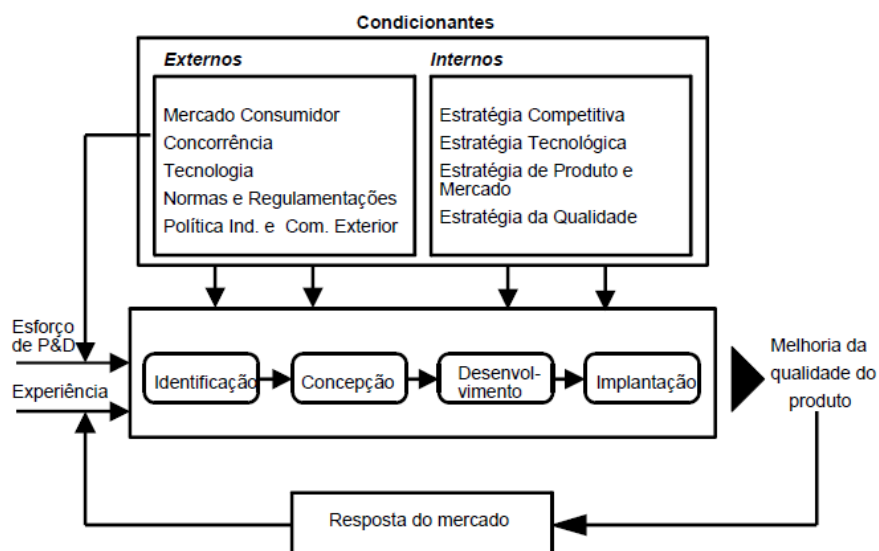 Condicionantes
Externos
Mercado Consumidor
Concorrência
Tecnologia
Normas e Regulamentações
Política Ind. e Com. Exterior
Internos
Estratégia Competitiva
Estratégia Tecnológica
Estratégia de Produto e
Mercado
Estratégia da Qualidade
Esforço
de P&D
Experiência
Identificação
Concepção
Desenvol-
vimento
Implantação
Melhoria da
qualidade do
produto
Resposta do mercado